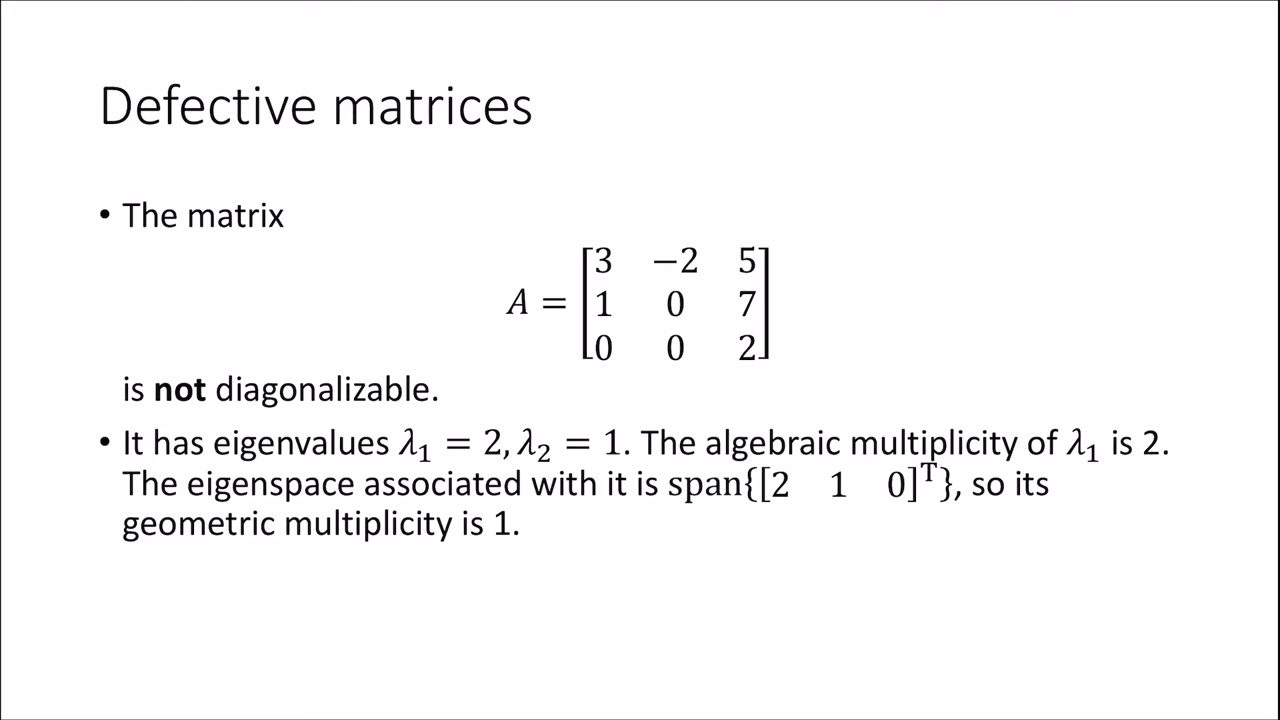 Defective matrices
• The matrix
A = [3 −2 5
1 0 7
0 0 2]
is not diagonalizable.
• It has eigenvalues λ₁ = 2, λ₂ = 1. The algebraic multiplicity of λ₁ is 2.
The eigenspace associated with it is span{[2 1 0]ᵀ}, so its
geometric multiplicity is 1.